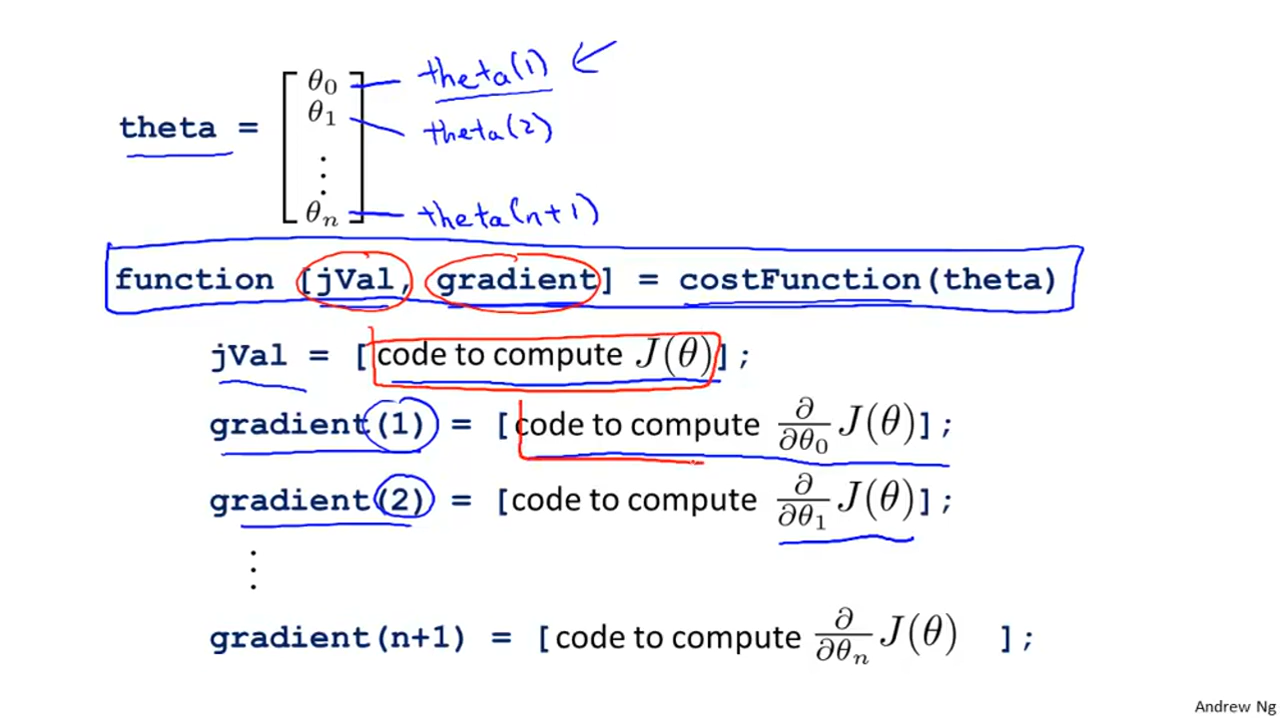 theta = [θ₀ θ₁ ⋮ θₙ]
theta(1)
theta(2)
theta(n+1)
function [jVal, gradient] = costFunction(theta)
jVal = [code to compute J(θ)];
gradient(1) = [code to compute ∂/∂θ₀ J(θ)];
gradient(2) = [code to compute ∂/∂θ₁ J(θ)];
⋮
gradient(n+1) = [code to compute ∂/∂θₙ J(θ) ];
Andrew Ng